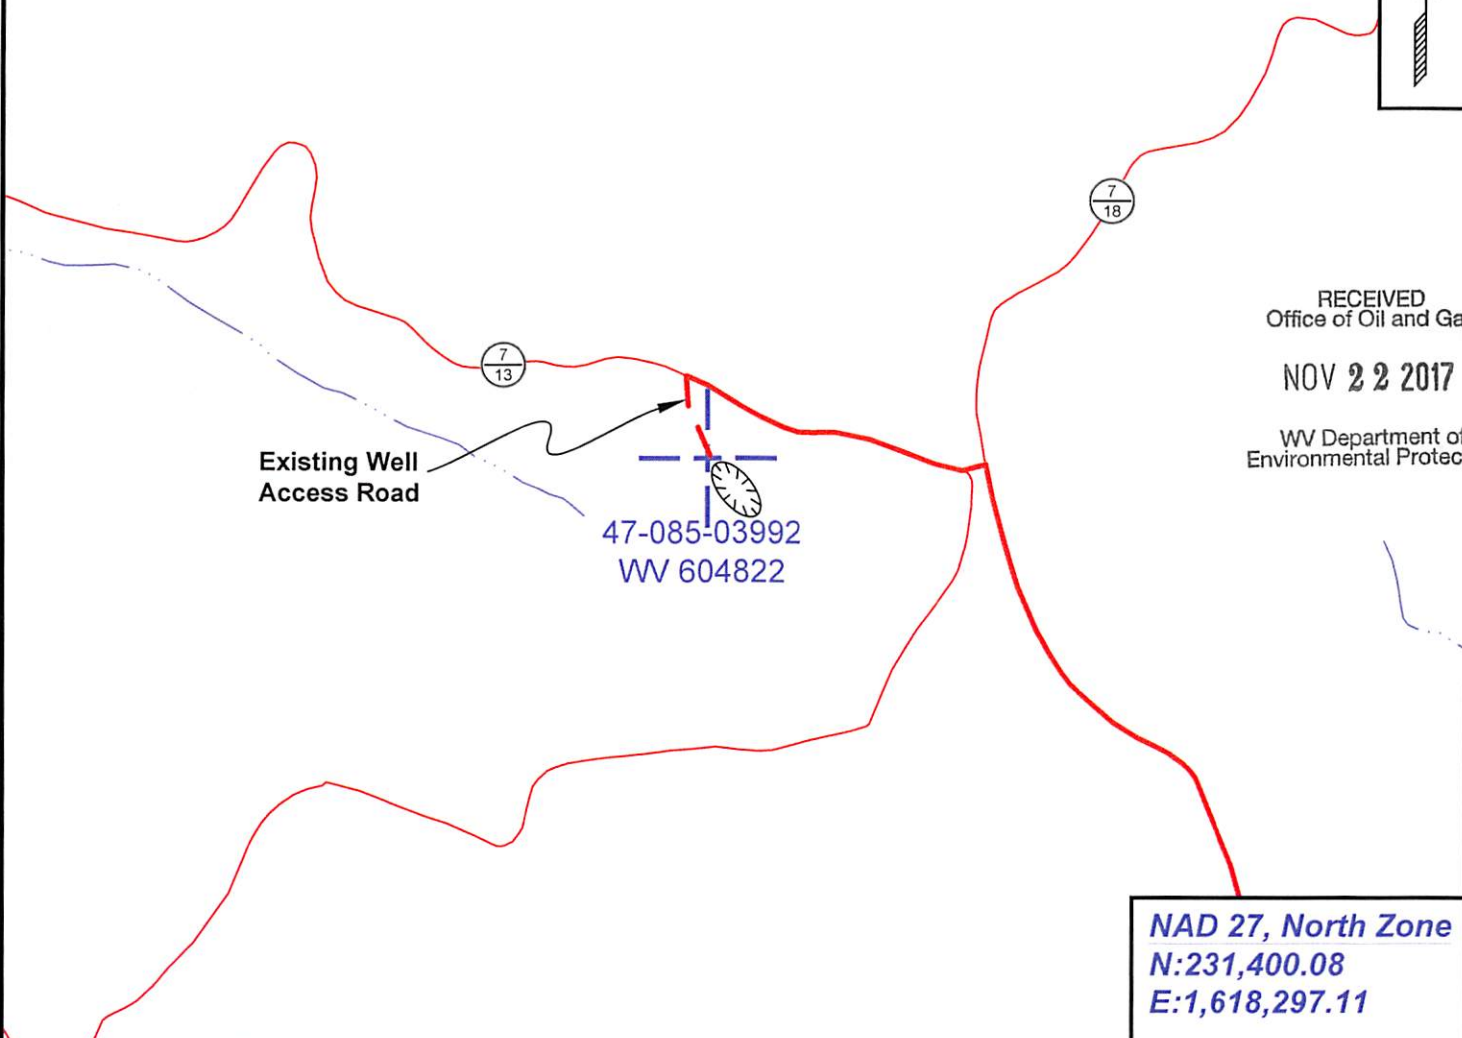 7
18
RECEIVED
Office of Oil and Ga
NOV 22 2017
WV Department of
Environmental Protec
7
13
Existing Well
Access Road
47-085-03992
WV 604822
NAD 27, North Zone
N:231,400.08
E:1,618,297.11